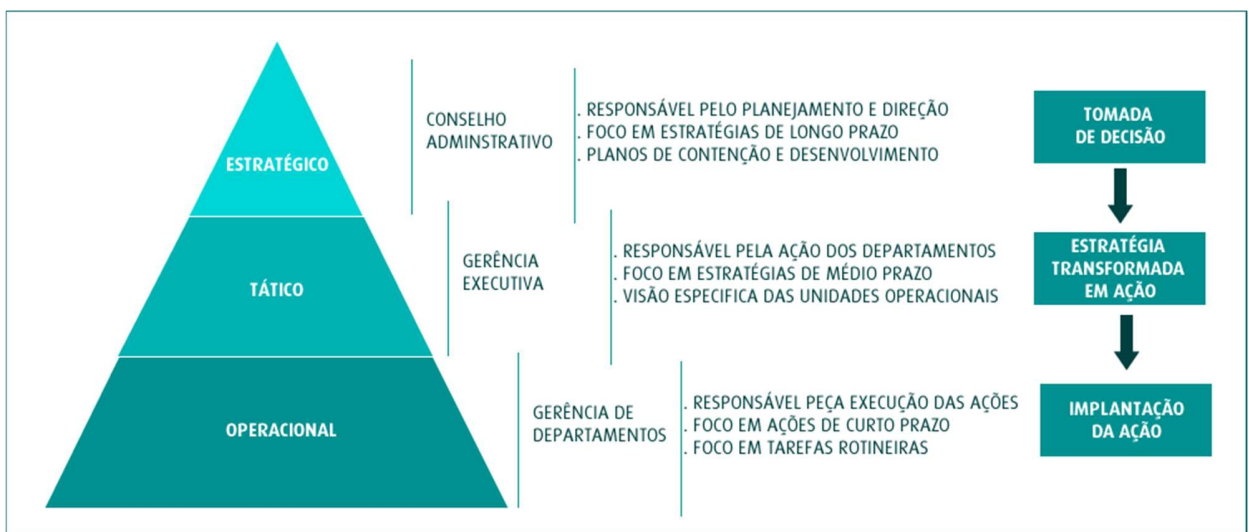 ESTRATÉGICO
CONSELHO
ADMINSTRATIVO
. RESPONSÁVEL PELO PLANEJAMENTO E DIREÇÃO
. FOCO EM ESTRATÉGIAS DE LONGO PRAZO
. PLANOS DE CONTENÇÃO E DESENVOLVIMENTO
TOMADA
DE DECISÃO
TÁTICO
GERÊNCIA
EXECUTIVA
. RESPONSÁVEL PELA AÇÃO DOS DEPARTAMENTOS
. FOCO EM ESTRATÉGIAS DE MÉDIO PRAZO
. VISÃO ESPECIFICA DAS UNIDADES OPERACIONAIS
ESTRATÉGIA
TRANSFORMADA
EM AÇÃO
OPERACIONAL
GERÊNCIA DE
DEPARTAMENTOS
. RESPONSÁVEL PEÇA EXECUÇÃO DAS AÇÕES
. FOCO EM AÇÕES DE CURTO PRAZO
. FOCO EM TAREFAS ROTINEIRAS
IMPLANTAÇÃO
DA AÇÃO